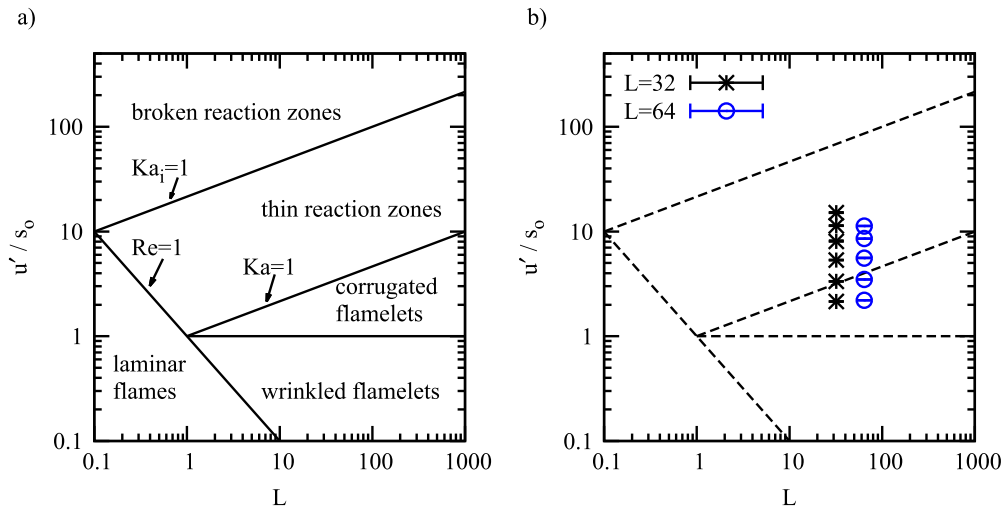 a)
broken reaction zones
Ka_i=1
thin reaction zones
Re=1
Ka=1
corrugated
flamelets
laminar
flames
wrinkled flamelets
100
10
1
0.1
u′ / s_o
0.1
1
10
100
1000
L
b)
L=32
L=64
100
10
1
0.1
u′ / s_o
0.1
1
10
100
1000
L